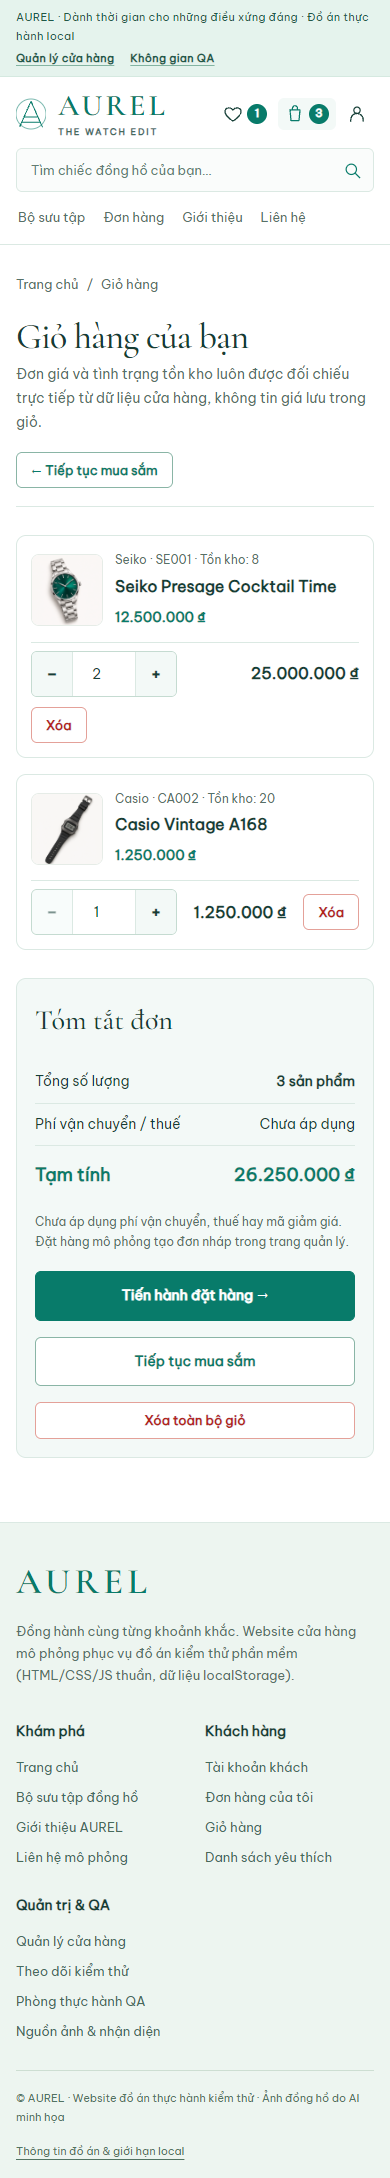 AUREL · Dành thời gian cho những điều xứng đáng · Đồ án thực
hành local
Quản lý cửa hàng Không gian QA
AUREL
THE WATCH EDIT
1
3
Tìm chiếc đồng hồ của bạn...
Bộ sưu tập Đơn hàng Giới thiệu Liên hệ
Trang chủ / Giỏ hàng
Giỏ hàng của bạn
Đơn giá và tình trạng tồn kho luôn được đối chiếu
trực tiếp từ dữ liệu cửa hàng, không tin giá lưu trong
giỏ.
← Tiếp tục mua sắm
Seiko · SE001 · Tồn kho: 8
Seiko Presage Cocktail Time
12.500.000 ₫
− 2 + 25.000.000 ₫
Xóa
Casio · CA002 · Tồn kho: 20
Casio Vintage A168
1.250.000 ₫
− 1 + 1.250.000 ₫ Xóa
Tóm tắt đơn
Tổng số lượng 3 sản phẩm
Phí vận chuyển / thuế Chưa áp dụng
Tạm tính 26.250.000 ₫
Chưa áp dụng phí vận chuyển, thuế hay mã giảm giá.
Đặt hàng mô phỏng tạo đơn nháp trong trang quản lý.
Tiến hành đặt hàng →
Tiếp tục mua sắm
Xóa toàn bộ giỏ
AUREL
Đồng hành cùng từng khoảnh khắc. Website cửa hàng
mô phỏng phục vụ đồ án kiểm thử phần mềm
(HTML/CSS/JS thuần, dữ liệu localStorage).
Khám phá
Trang chủ
Bộ sưu tập đồng hồ
Giới thiệu AUREL
Liên hệ mô phỏng
Khách hàng
Tài khoản khách
Đơn hàng của tôi
Giỏ hàng
Danh sách yêu thích
Quản trị & QA
Quản lý cửa hàng
Theo dõi kiểm thử
Phòng thực hành QA
Nguồn ảnh & nhận diện
© AUREL · Website đồ án thực hành kiểm thử · Ảnh đồng hồ do AI
minh họa
Thông tin đồ án & giới hạn local